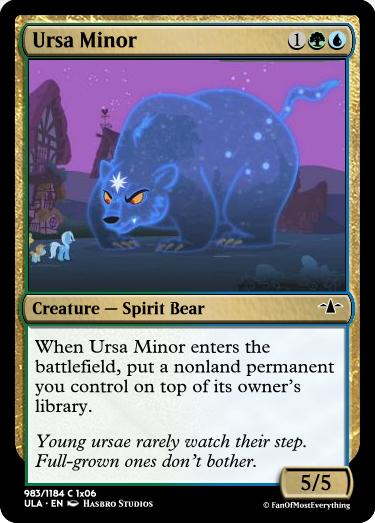 Ursa Minor 1
Creature — Spirit Bear
When Ursa Minor enters the
battlefield, put a nonland permanent
you control on top of its owner's
library.
Young ursae rarely watch their step.
Full-grown ones don't bother.
5/5
983/1184 C 1x06
ULA • EN Hasbro Studios
© FanOfMostEverything